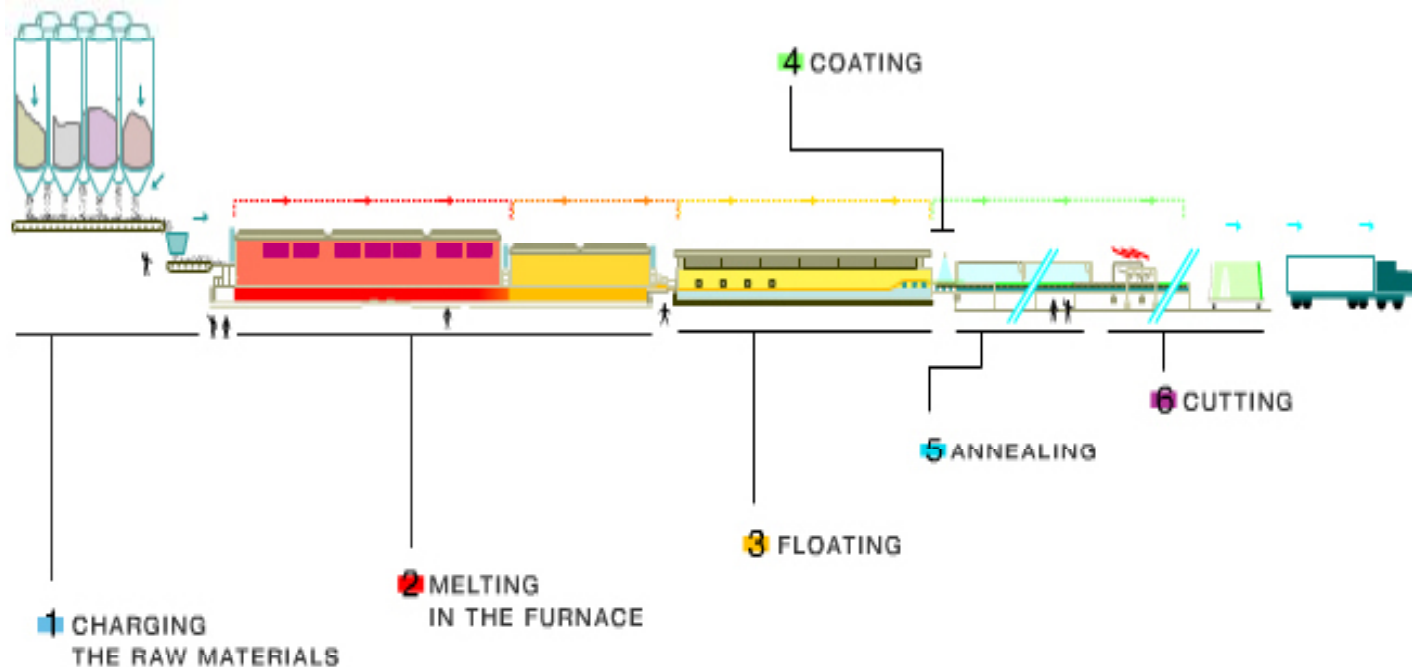 4 COATING
6 CUTTING
5 ANNEALING
3 FLOATING
2 MELTING
IN THE FURNACE
1 CHARGING
THE RAW MATERIALS